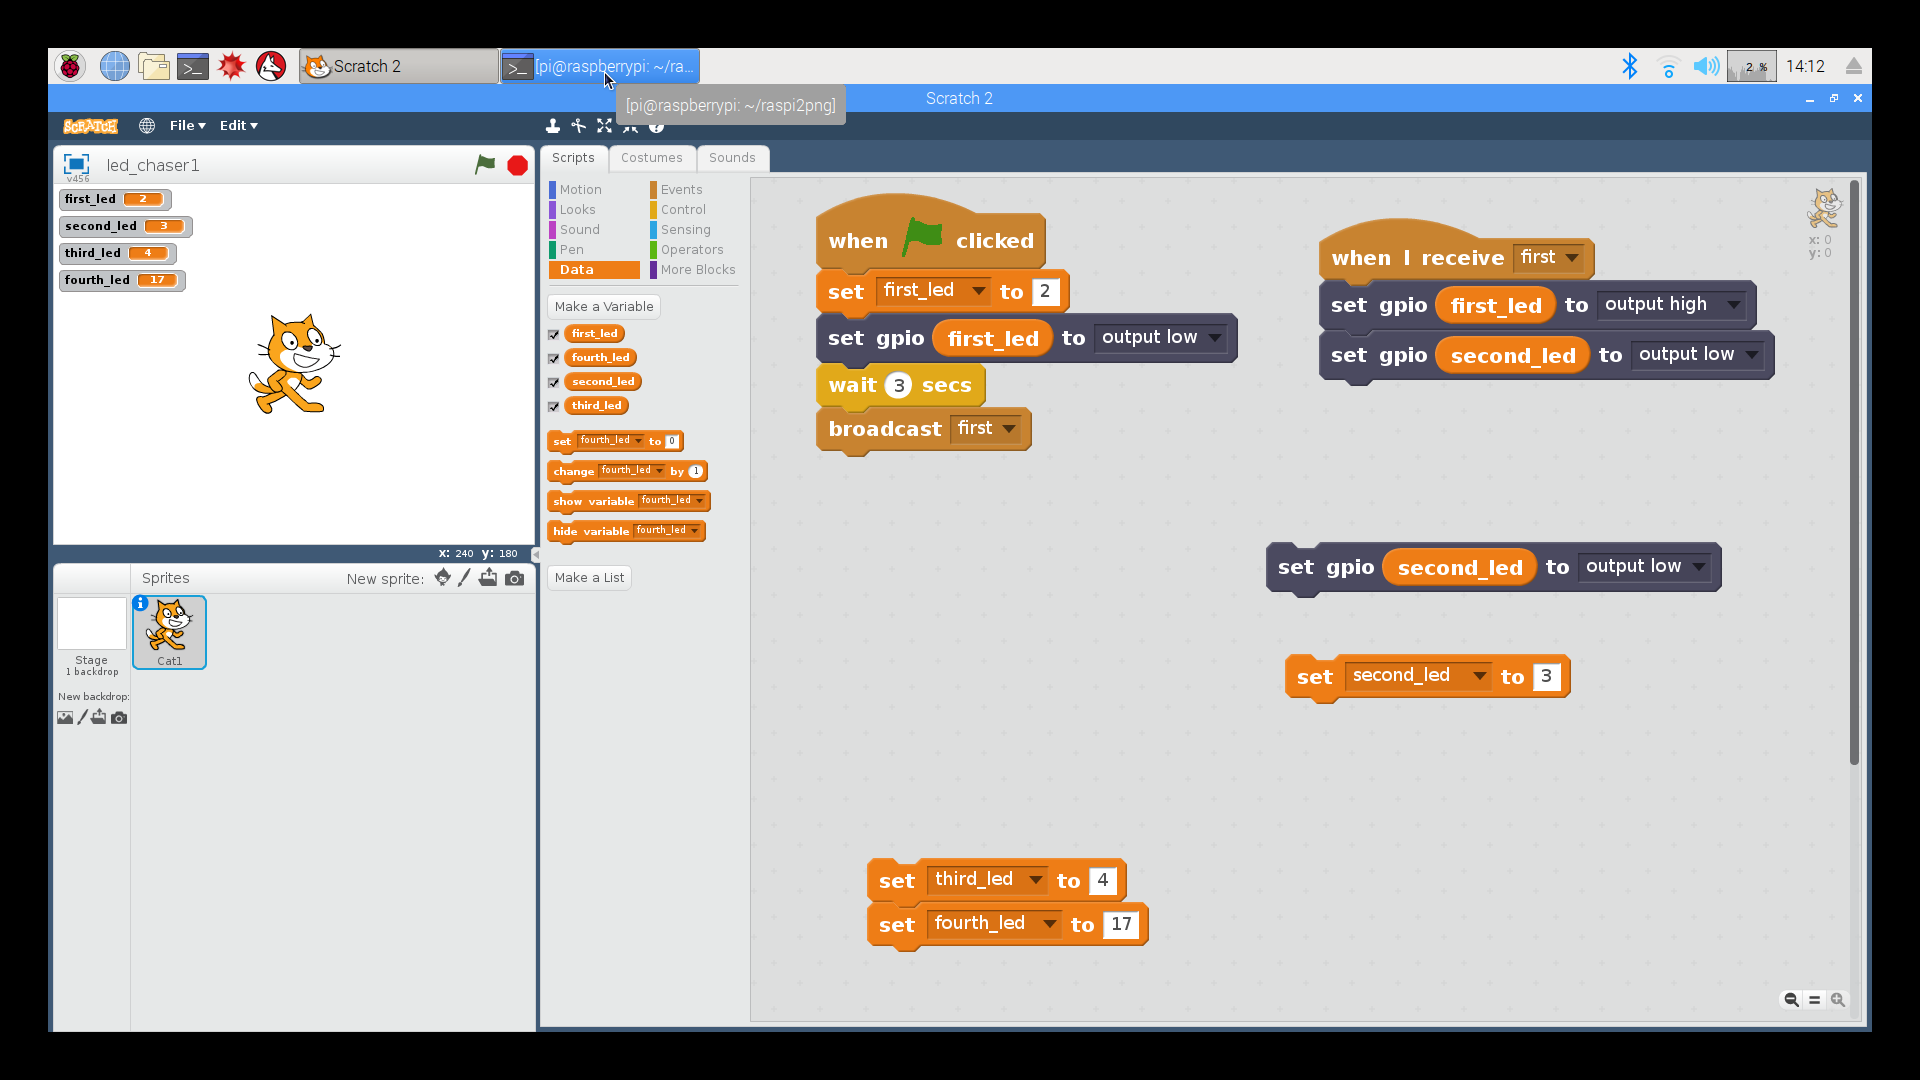 Scratch 2
[pi@raspberrypi: ~/ra...
2 %
14:12
Scratch 2
[pi@raspberrypi: ~/raspi2png]
SCRATCH
File
Edit
led_chaser1
v456
first_led 2
second_led 3
third_led 4
fourth_led 17
x: 240 y: 180
Sprites
New sprite:
Stage
1 backdrop
New backdrop:
Cat1
Scripts
Costumes
Sounds
Motion
Events
Looks
Control
Sound
Sensing
Pen
Operators
Data
More Blocks
Make a Variable
first_led
fourth_led
second_led
third_led
set fourth_led to 0
change fourth_led by 1
show variable fourth_led
hide variable fourth_led
Make a List
when clicked
set first_led to 2
set gpio first_led to output low
wait 3 secs
broadcast first
when I receive first
set gpio first_led to output high
set gpio second_led to output low
x: 0
y: 0
set gpio second_led to output low
set second_led to 3
set third_led to 4
set fourth_led to 17